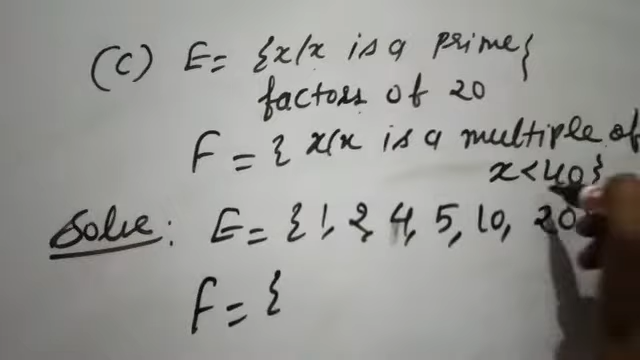 (C) E = {x/x is a prime}
factors of 20
F = { x/x is a multiple of
x<40}
Solve : E = { 1, 2, 4, 5, 10, 20
F = {